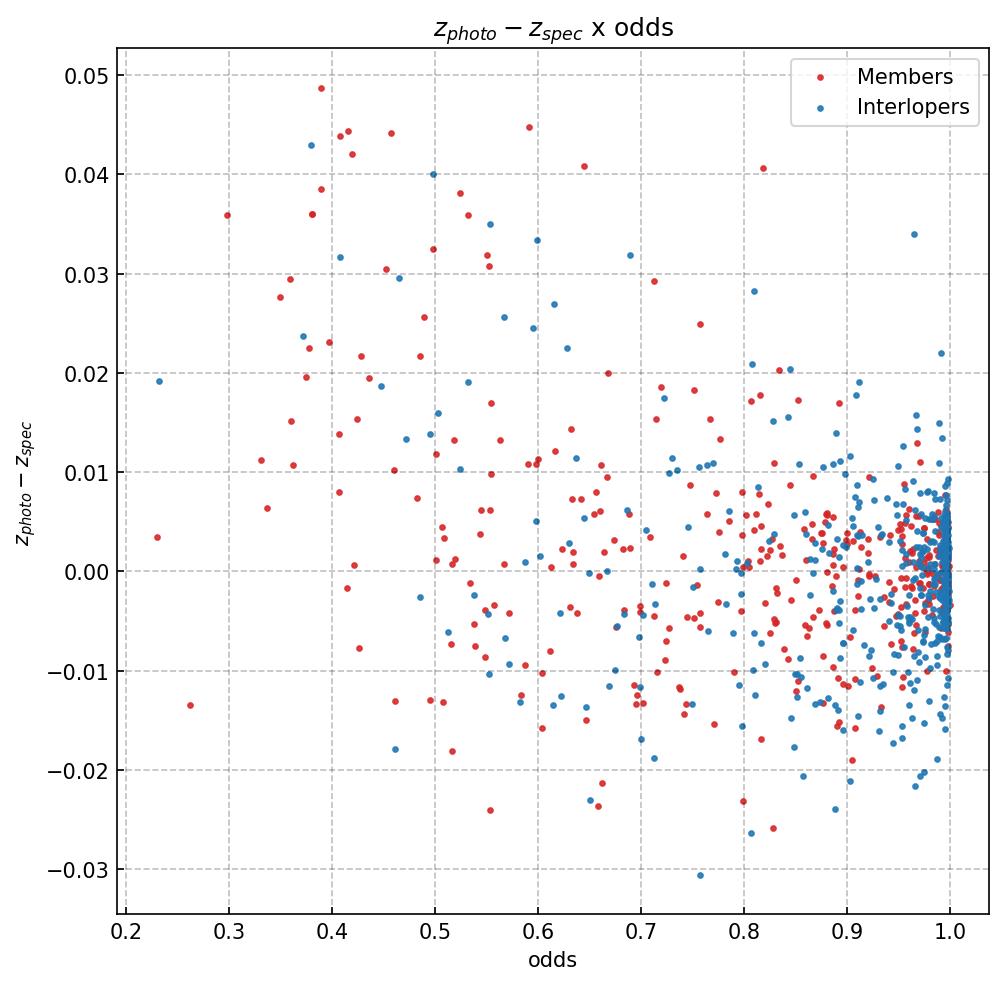 z_photo − z_spec x odds
Members
Interlopers
0.05
0.04
0.03
0.02
0.01
0.00
−0.01
−0.02
−0.03
z_photo − z_spec
0.2 0.3 0.4 0.5 0.6 0.7 0.8 0.9 1.0
odds